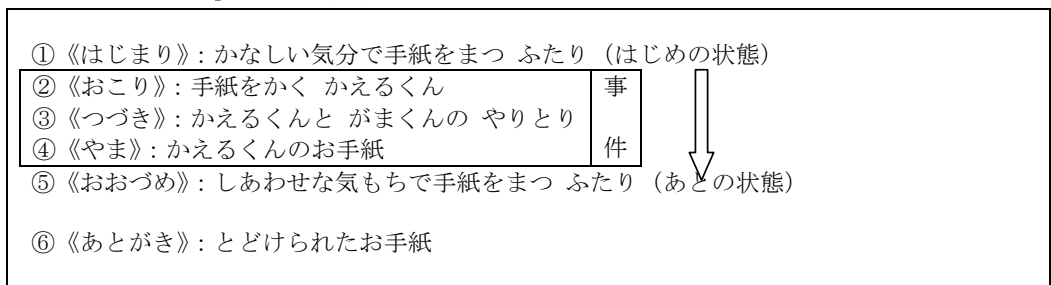 ①《はじまり》：かなしい気分で手紙をまつ ふたり（はじめの状態）
②《おこり》：手紙をかく かえるくん 事
③《つづき》：かえるくんと がまくんの やりとり
④《やま》：かえるくんのお手紙 件
⑤《おおづめ》：しあわせな気もちで手紙をまつ ふたり（あとの状態）
⑥《あとがき》：とどけられたお手紙